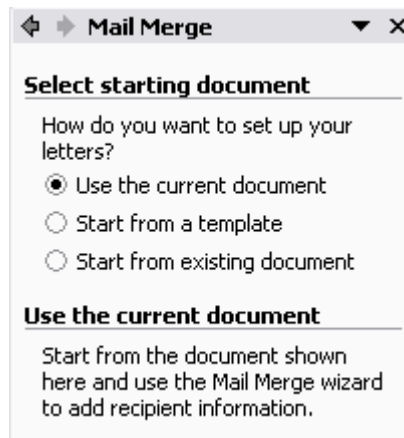 Mail Merge
Select starting document
How do you want to set up your
letters?
Use the current document
Start from a template
Start from existing document
Use the current document
Start from the document shown
here and use the Mail Merge wizard
to add recipient information.